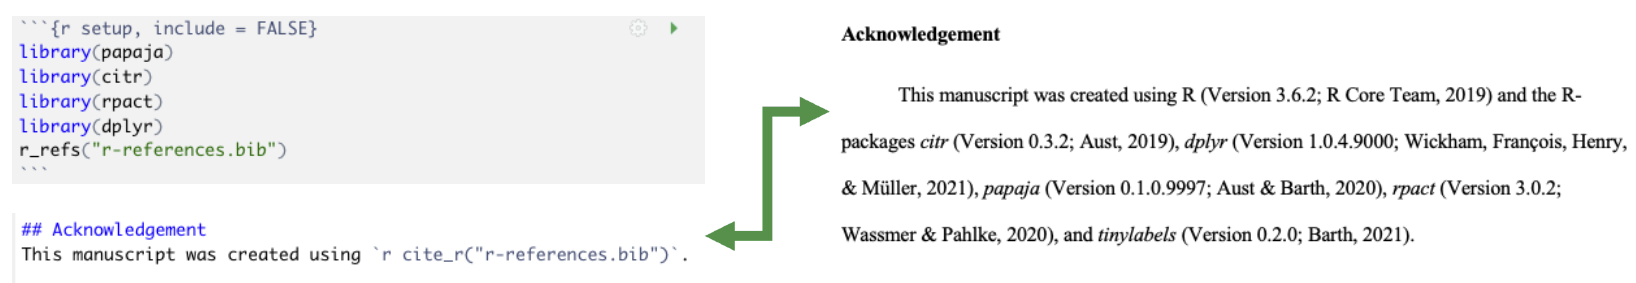 ```{r setup, include = FALSE}
library(papaja)
library(citr)
library(rpact)
library(dplyr)
r_refs("r-references.bib")
```
## Acknowledgement
This manuscript was created using `r cite_r("r-references.bib")`.
Acknowledgement
This manuscript was created using R (Version 3.6.2; R Core Team, 2019) and the R-
packages citr (Version 0.3.2; Aust, 2019), dplyr (Version 1.0.4.9000; Wickham, François, Henry,
& Müller, 2021), papaja (Version 0.1.0.9997; Aust & Barth, 2020), rpact (Version 3.0.2;
Wassmer & Pahlke, 2020), and tinylabels (Version 0.2.0; Barth, 2021).